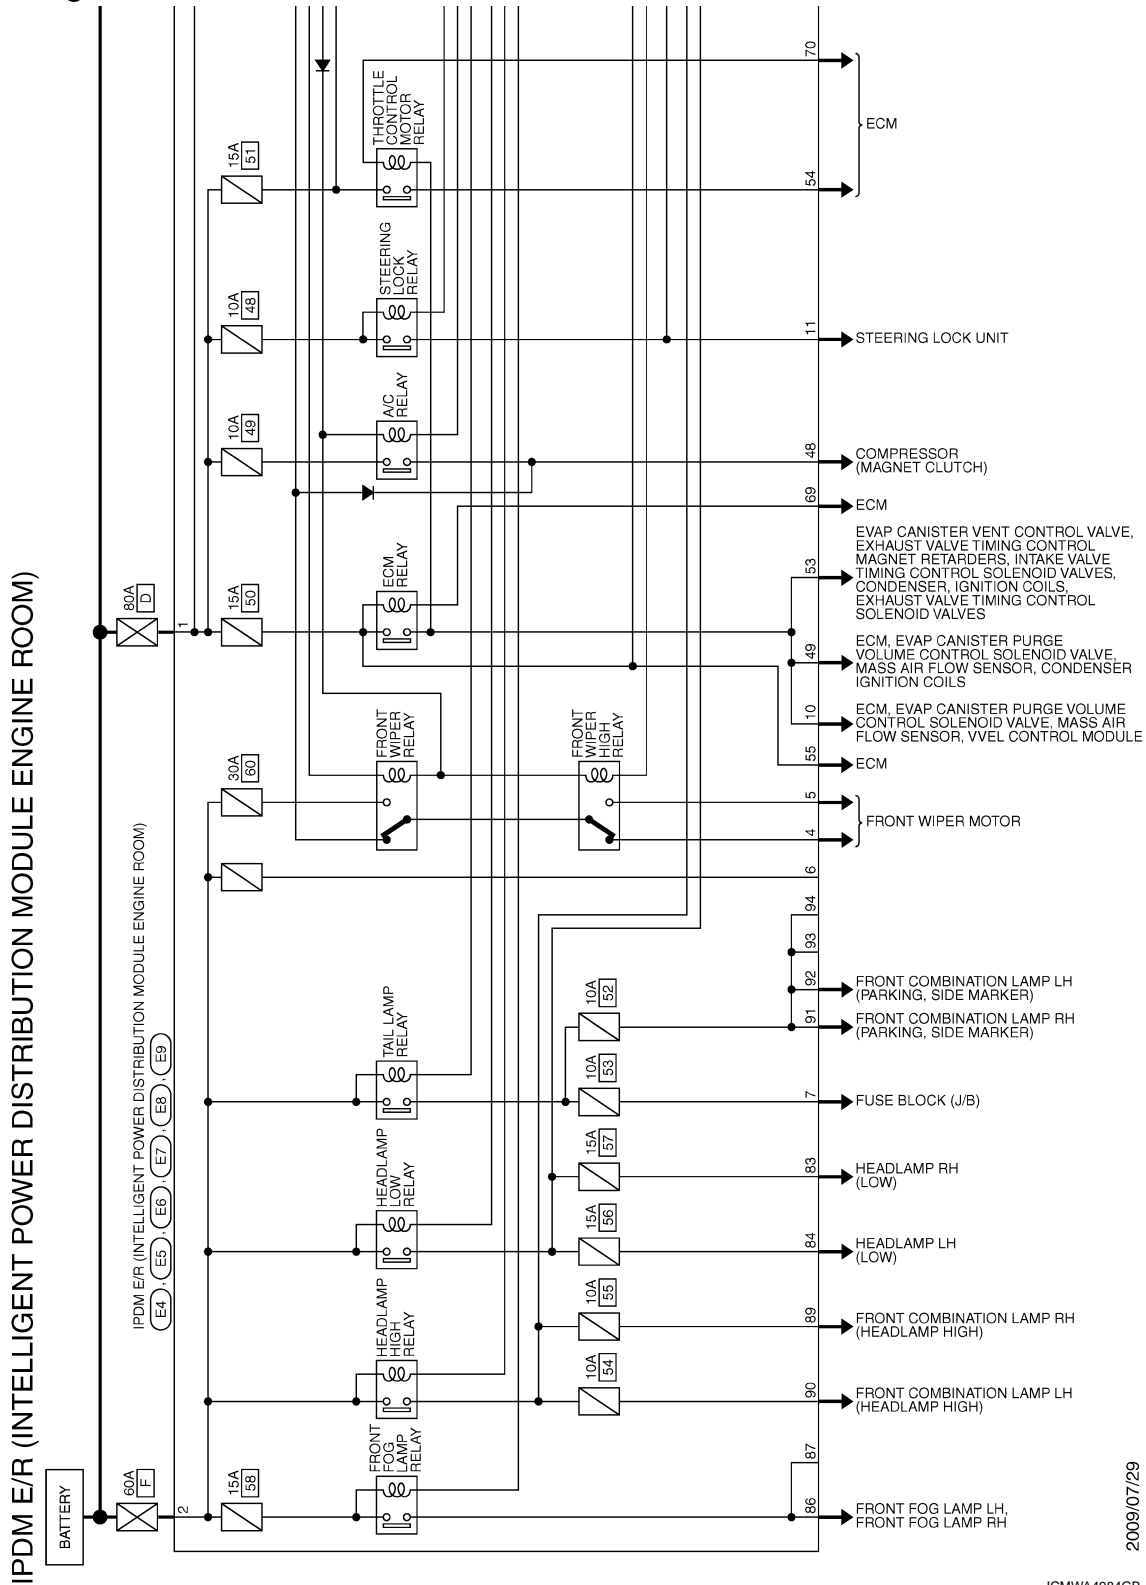 IPDM E/R (INTELLIGENT POWER DISTRIBUTION MODULE ENGINE ROOM)
BATTERY
60A
F
80A
D
1
2
IPDM E/R (INTELLIGENT POWER DISTRIBUTION MODULE ENGINE ROOM)
E4 , E5 , E6 , E7 , E8 , E9
15A
51
THROTTLE
CONTROL
MOTOR
RELAY
70
54
ECM
10A
48
STEERING
LOCK
RELAY
11
STEERING LOCK UNIT
10A
49
A/C
RELAY
48
COMPRESSOR
(MAGNET CLUTCH)
69
ECM
15A
50
ECM
RELAY
53
EVAP CANISTER VENT CONTROL VALVE,
EXHAUST VALVE TIMING CONTROL
MAGNET RETARDERS, INTAKE VALVE
TIMING CONTROL SOLENOID VALVES,
CONDENSER, IGNITION COILS,
EXHAUST VALVE TIMING CONTROL
SOLENOID VALVES
49
ECM, EVAP CANISTER PURGE
VOLUME CONTROL SOLENOID VALVE,
MASS AIR FLOW SENSOR, CONDENSER
IGNITION COILS
10
ECM, EVAP CANISTER PURGE VOLUME
CONTROL SOLENOID VALVE, MASS AIR
FLOW SENSOR, VVEL CONTROL MODULE
55
ECM
30A
60
FRONT
WIPER
RELAY
FRONT
WIPER
HIGH
RELAY
5
4
FRONT WIPER MOTOR
6
94
93
92
FRONT COMBINATION LAMP LH
(PARKING, SIDE MARKER)
10A
52
91
FRONT COMBINATION LAMP RH
(PARKING, SIDE MARKER)
TAIL LAMP
RELAY
10A
53
7
FUSE BLOCK (J/B)
15A
57
83
HEADLAMP RH
(LOW)
HEADLAMP
LOW
RELAY
15A
56
84
HEADLAMP LH
(LOW)
10A
55
89
FRONT COMBINATION LAMP RH
(HEADLAMP HIGH)
HEADLAMP
HIGH
RELAY
10A
54
90
FRONT COMBINATION LAMP LH
(HEADLAMP HIGH)
15A
58
FRONT
FOG
LAMP
RELAY
87
86
FRONT FOG LAMP LH,
FRONT FOG LAMP RH
2009/07/29